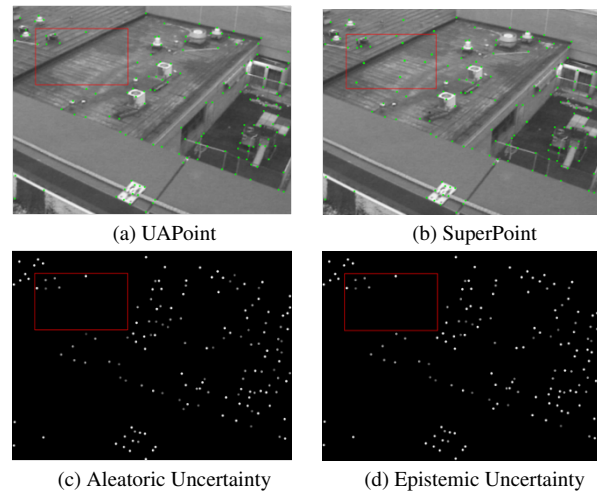 (a) UAPoint
(b) SuperPoint
(c) Aleatoric Uncertainty
(d) Epistemic Uncertainty